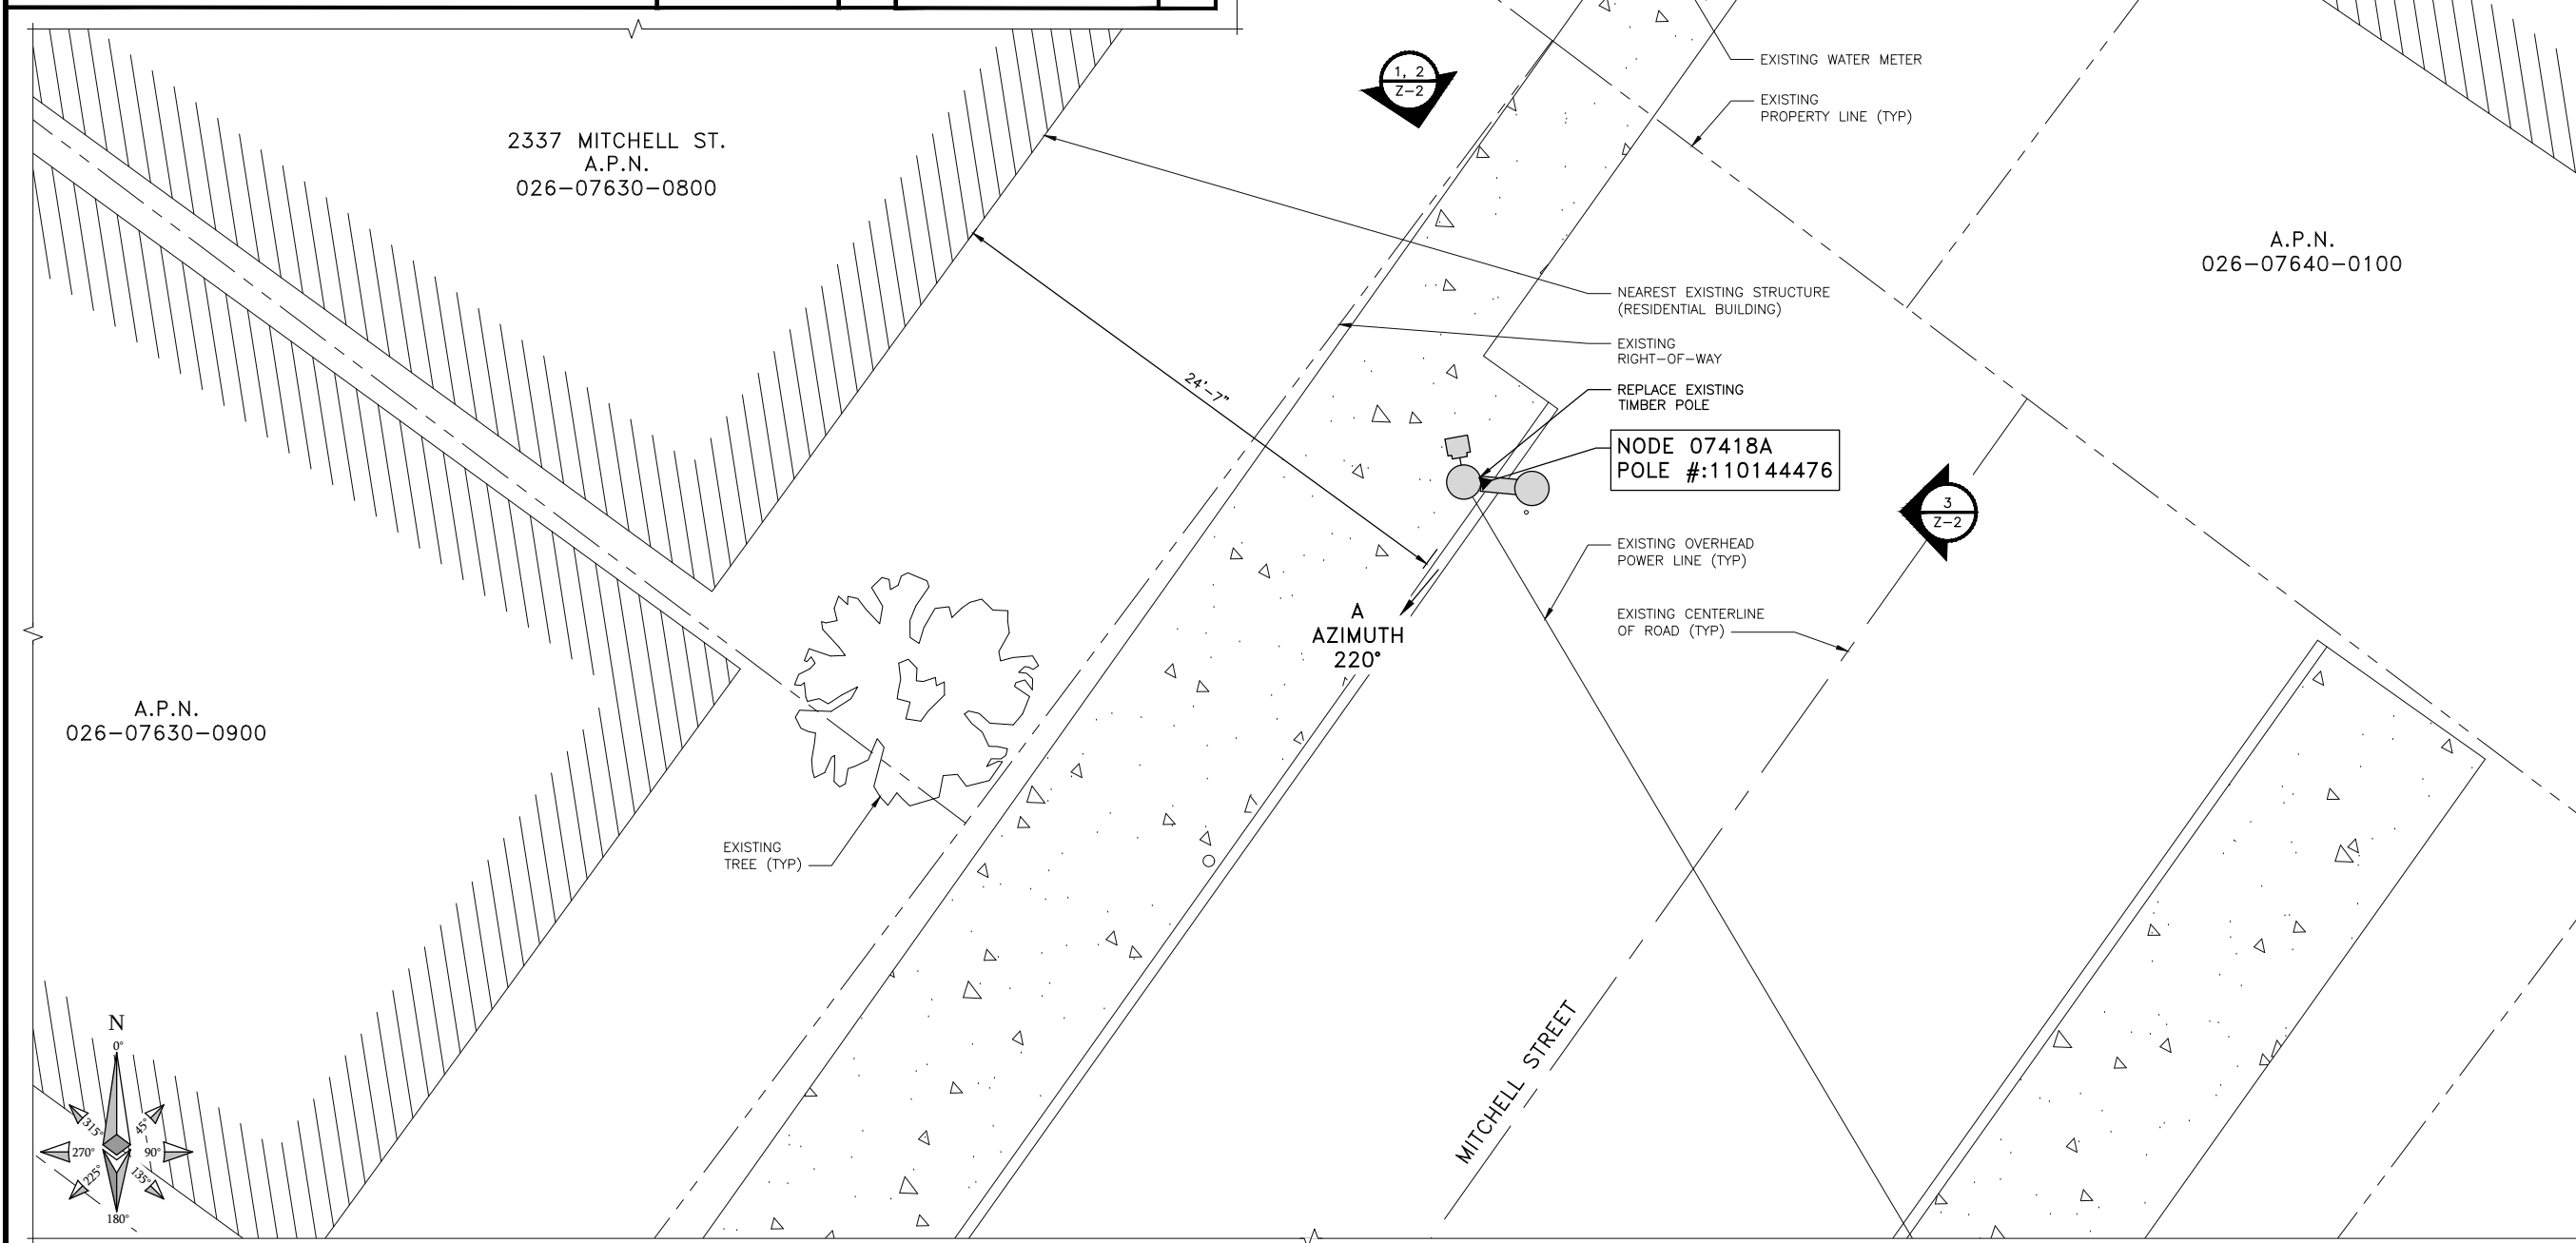 EXISTING WATER METER
EXISTING
PROPERTY LINE (TYP)
1, 2
Z-2
2337 MITCHELL ST.
A.P.N.
026-07630-0800
A.P.N.
026-07640-0100
NEAREST EXISTING STRUCTURE
(RESIDENTIAL BUILDING)
EXISTING
RIGHT-OF-WAY
REPLACE EXISTING
TIMBER POLE
24'-7"
NODE 07418A
POLE #:110144476
3
Z-2
EXISTING OVERHEAD
POWER LINE (TYP)
EXISTING CENTERLINE
OF ROAD (TYP)
A
AZIMUTH
220°
A.P.N.
026-07630-0900
EXISTING
TREE (TYP)
MITCHELL STREET
N
0°
315°
45°
270°
90°
225°
135°
180°